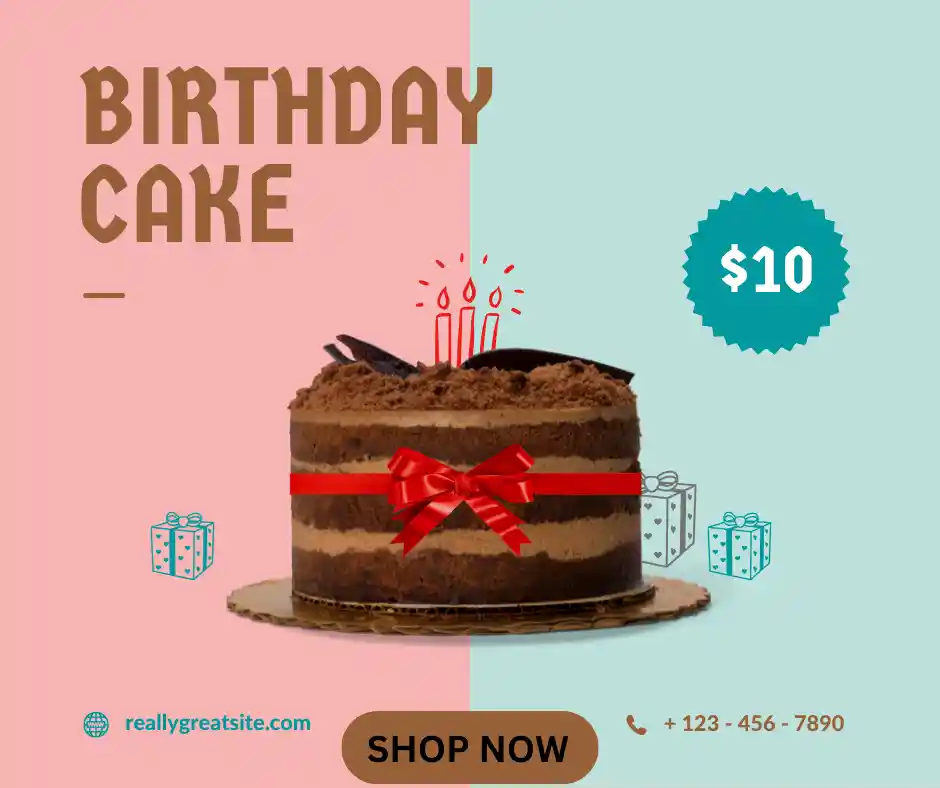 BIRTHDAY
CAKE
$10
reallygreatsite.com
+ 123 - 456 - 7890
SHOP NOW